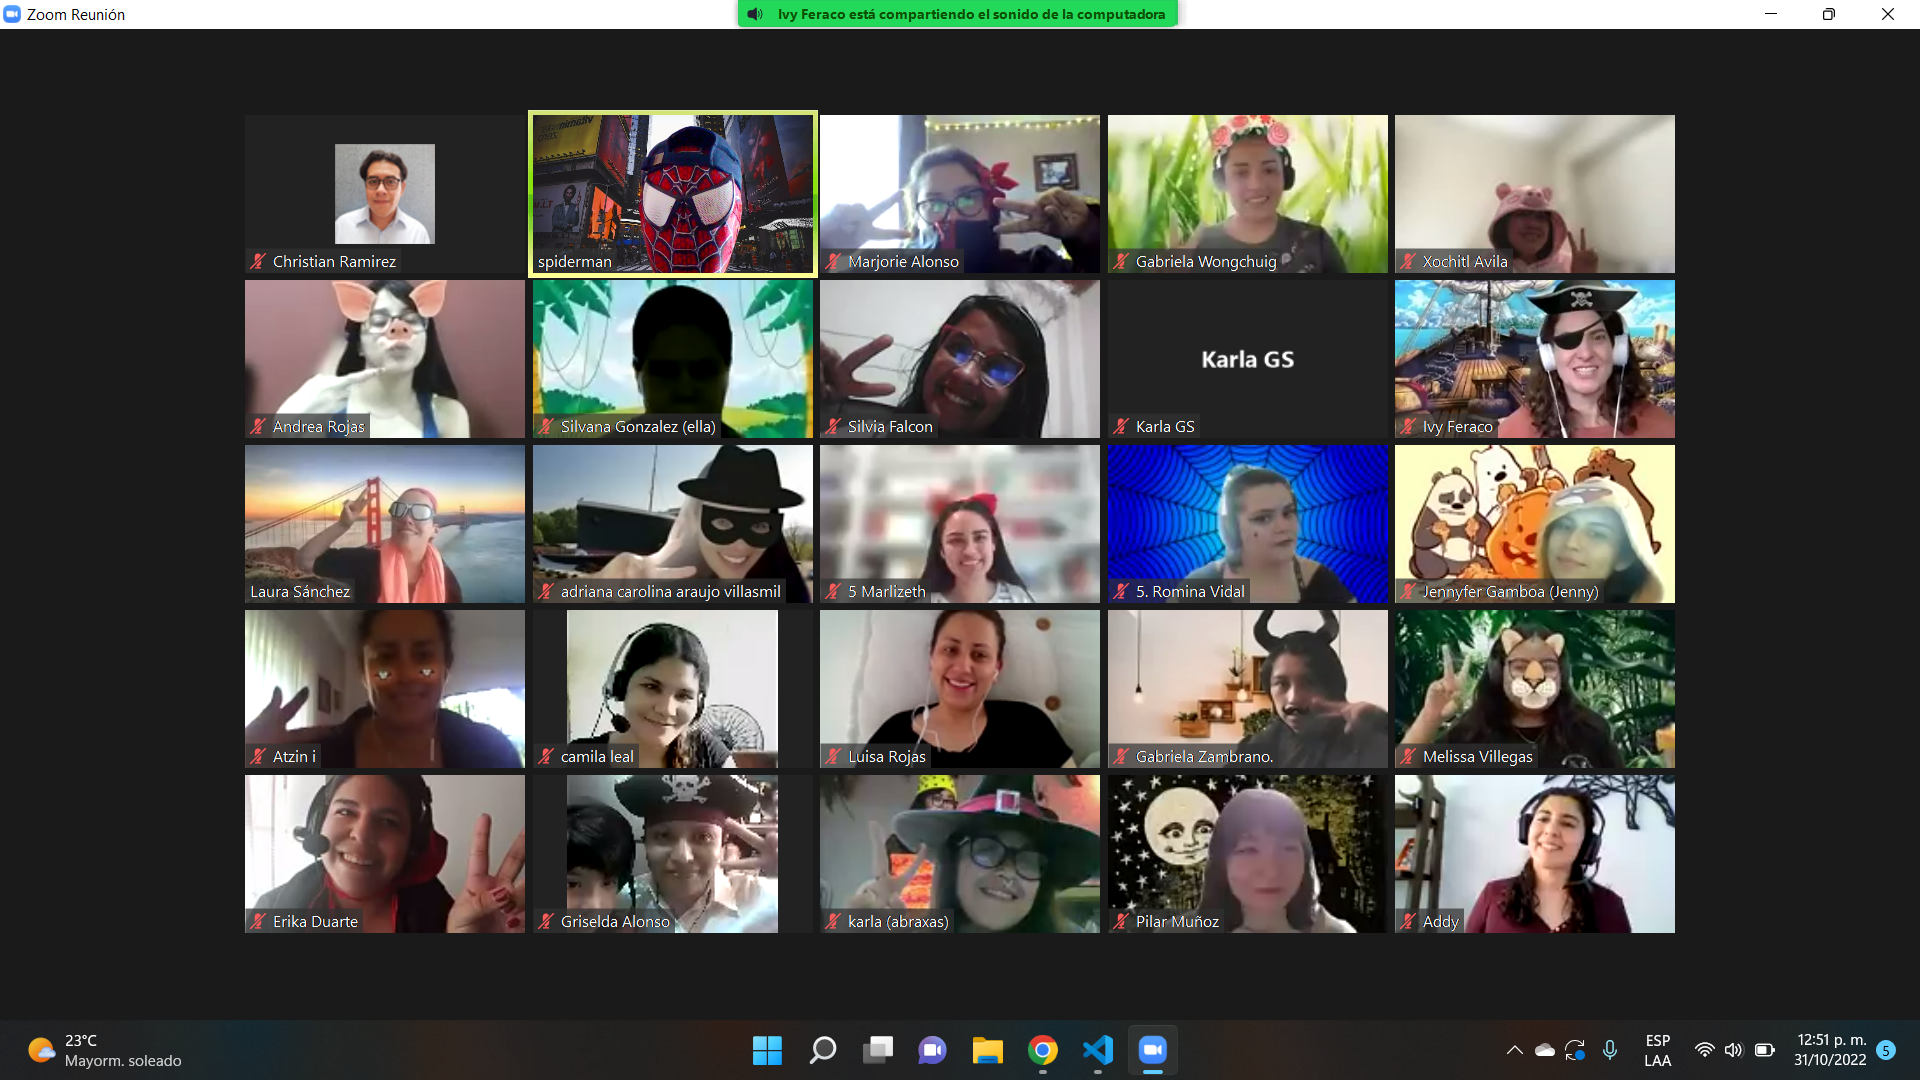 Zoom Reunión
Ivy Feraco está compartiendo el sonido de la computadora
Christian Ramirez
spiderman
Marjorie Alonso
Gabriela Wongchuig
Xochitl Avila
Andrea Rojas
Silvana Gonzalez (ella)
Silvia Falcon
Karla GS
Karla GS
Ivy Feraco
Laura Sánchez
adriana carolina araujo villasmil
5 Marlizeth
5. Romina Vidal
Jennyfer Gamboa (Jenny)
Atzin i
camila leal
Luisa Rojas
Gabriela Zambrano.
Melissa Villegas
Erika Duarte
Griselda Alonso
karla (abraxas)
Pilar Muñoz
Addy
23°C
Mayorm. soleado
ESP
LAA
12:51 p. m.
31/10/2022
5